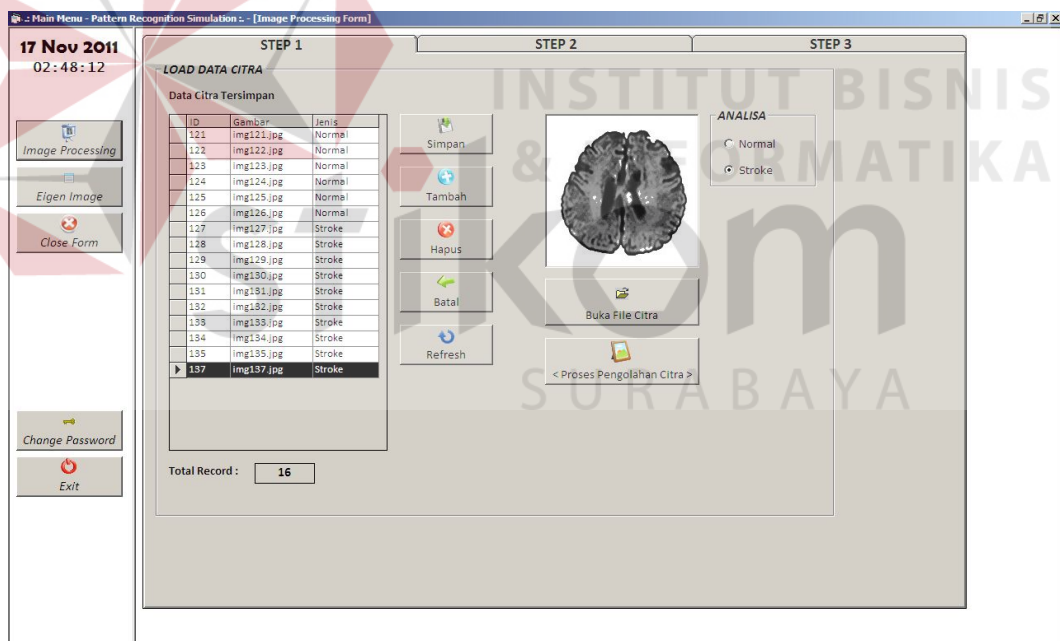 .: Main Menu - Pattern Recognition Simulation :. - [Image Processing Form]
17 Nov 2011
02:48:12
Image Processing
Eigen Image
Close Form
Change Password
Exit
STEP 1
STEP 2
STEP 3
LOAD DATA CITRA
Data Citra Tersimpan
ID Gambar Jenis
121 img121.jpg Normal
122 img122.jpg Normal
123 img123.jpg Normal
124 img124.jpg Normal
125 img125.jpg Normal
126 img126.jpg Normal
127 img127.jpg Stroke
128 img128.jpg Stroke
129 img129.jpg Stroke
130 img130.jpg Stroke
131 img131.jpg Stroke
132 img132.jpg Stroke
133 img133.jpg Stroke
134 img134.jpg Stroke
135 img135.jpg Stroke
137 img137.jpg Stroke
Total Record : 16
Simpan
Tambah
Hapus
Batal
Refresh
Buka File Citra
< Proses Pengolahan Citra >
ANALISA
Normal
Stroke
INSTITUT BISNIS
& INFORMATIKA
stikom
SURABAYA